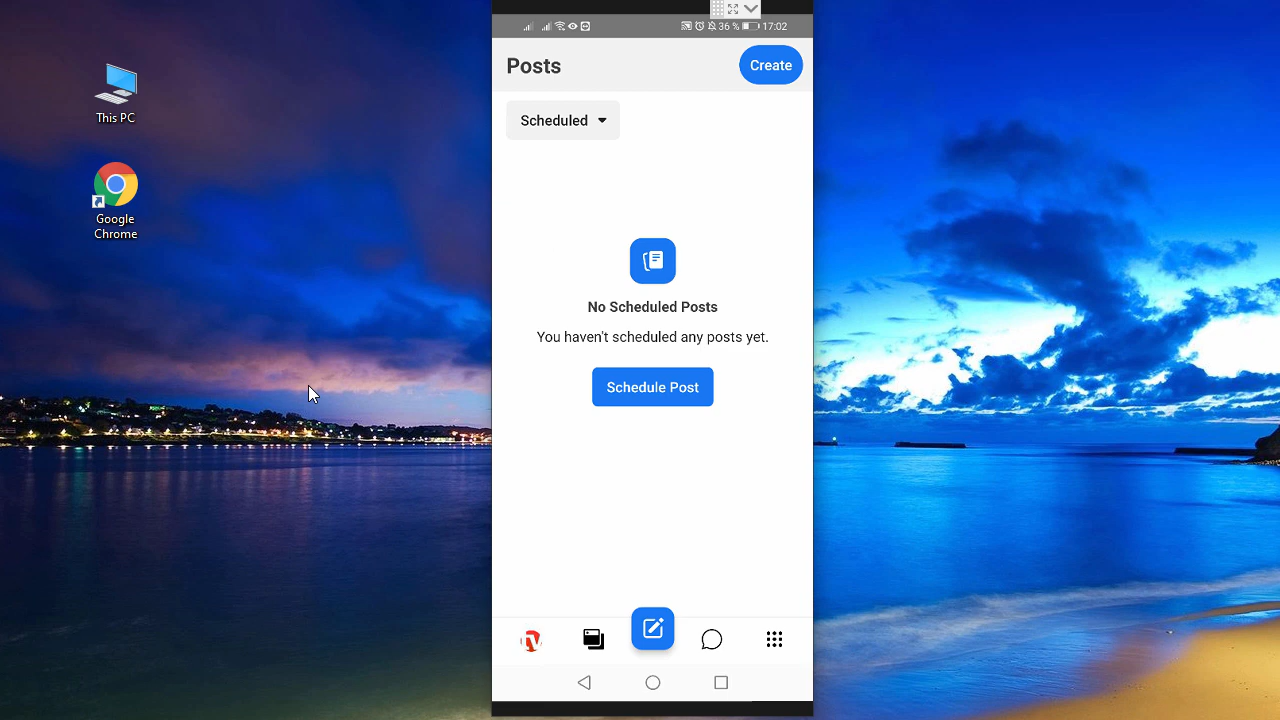 This PC
Google
Chrome
36 %
17:02
Posts
Create
Scheduled
No Scheduled Posts
You haven't scheduled any posts yet.
Schedule Post